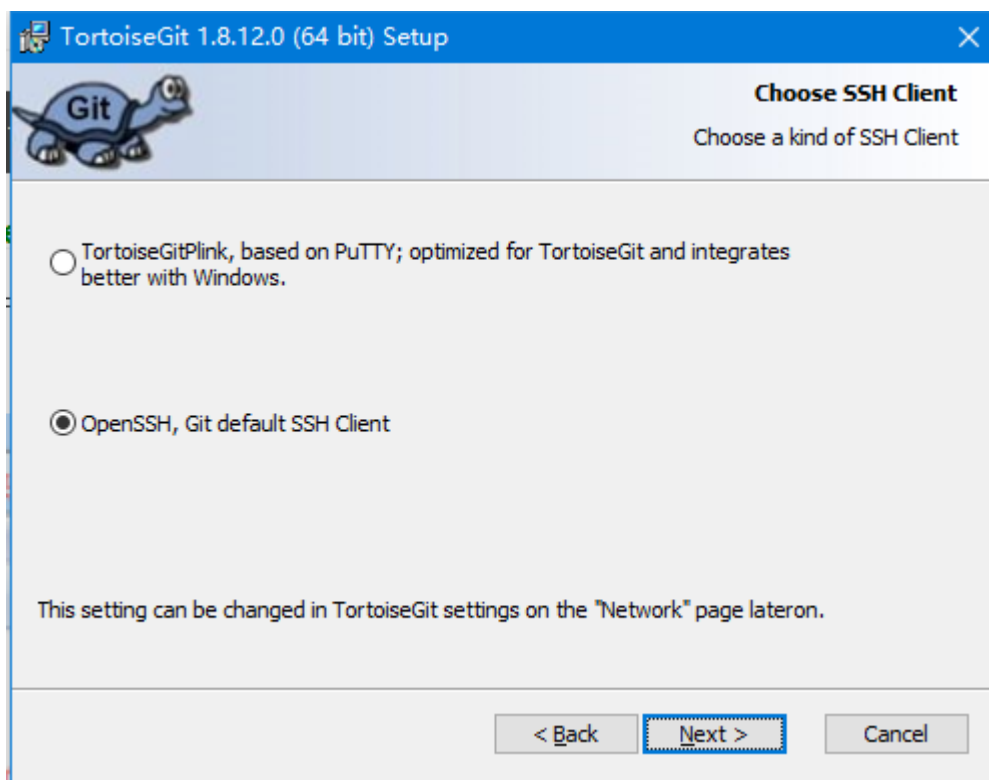 TortoiseGit 1.8.12.0 (64 bit) Setup
Git
Choose SSH Client
Choose a kind of SSH Client
TortoiseGitPlink, based on PuTTY; optimized for TortoiseGit and integrates
better with Windows.
OpenSSH, Git default SSH Client
This setting can be changed in TortoiseGit settings on the "Network" page lateron.
< Back
Next >
Cancel